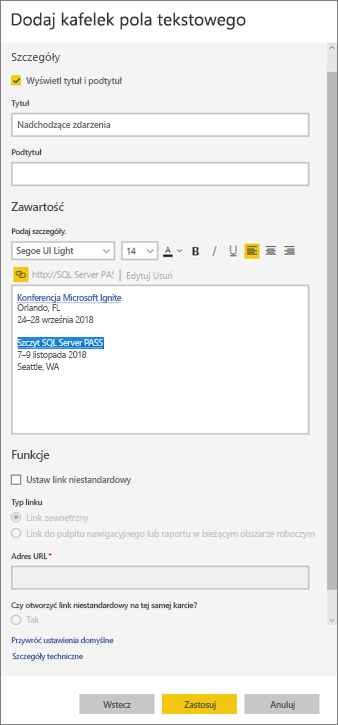 Dodaj kafelek pola tekstowego
Szczegóły
Wyświetl tytuł i podtytuł
Tytuł
Nadchodzące zdarzenia
Podtytuł
Zawartość
Podaj szczegóły.
Segoe UI Light 14 A B I U
http://SQL Server PAS | Edytuj Usuń
Konferencja Microsoft Ignite
Orlando, FL
24–28 września 2018
Szczyt SQL Server PASS
7–9 listopada 2018
Seattle, WA
Funkcje
Ustaw link niestandardowy
Typ linku
Link zewnętrzny
Link do pulpitu nawigacyjnego lub raportu w bieżącym obszarze roboczym
Adres URL*
Czy otworzyć link niestandardowy na tej samej karcie?
Tak
Przywróć ustawienia domyślne
Szczegóły techniczne
Wstecz Zastosuj Anuluj